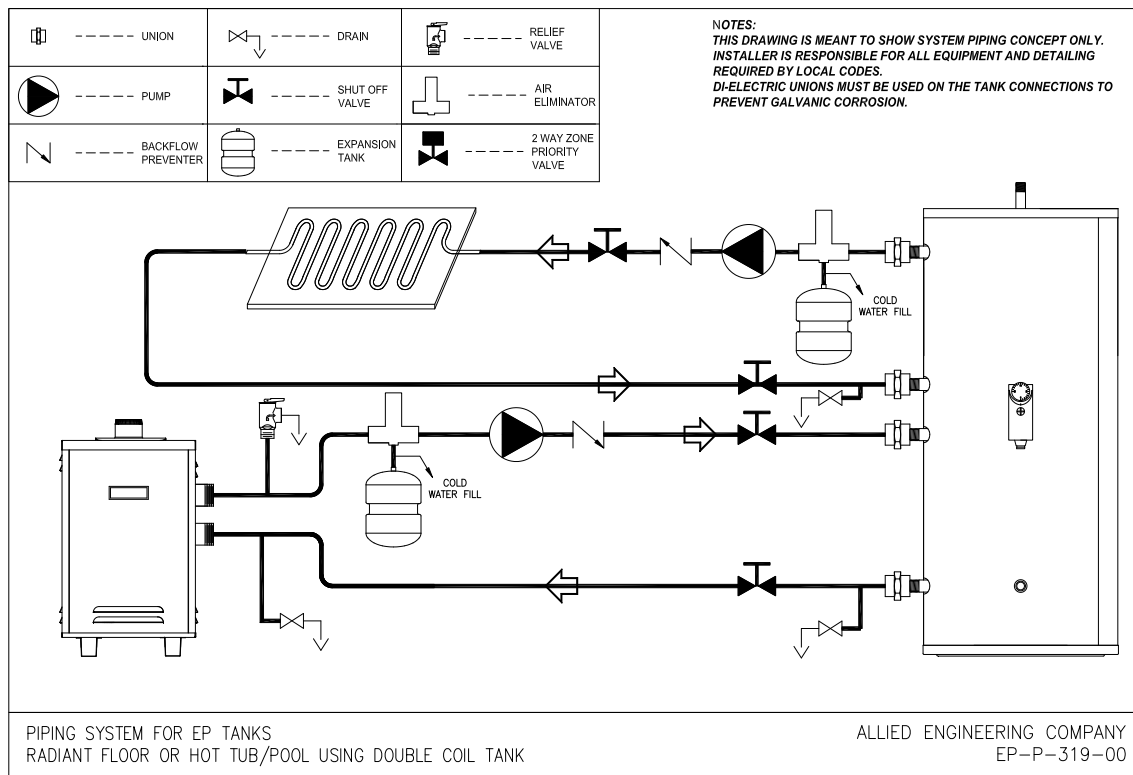 UNION
DRAIN
RELIEF
VALVE
PUMP
SHUT OFF
VALVE
AIR
ELIMINATOR
BACKFLOW
PREVENTER
EXPANSION
TANK
2 WAY ZONE
PRIORITY
VALVE
NOTES:
THIS DRAWING IS MEANT TO SHOW SYSTEM PIPING CONCEPT ONLY.
INSTALLER IS RESPONSIBLE FOR ALL EQUIPMENT AND DETAILING
REQUIRED BY LOCAL CODES.
DI-ELECTRIC UNIONS MUST BE USED ON THE TANK CONNECTIONS TO
PREVENT GALVANIC CORROSION.
COLD
WATER FILL
COLD
WATER FILL
PIPING SYSTEM FOR EP TANKS
RADIANT FLOOR OR HOT TUB/POOL USING DOUBLE COIL TANK
ALLIED ENGINEERING COMPANY
EP-P-319-00